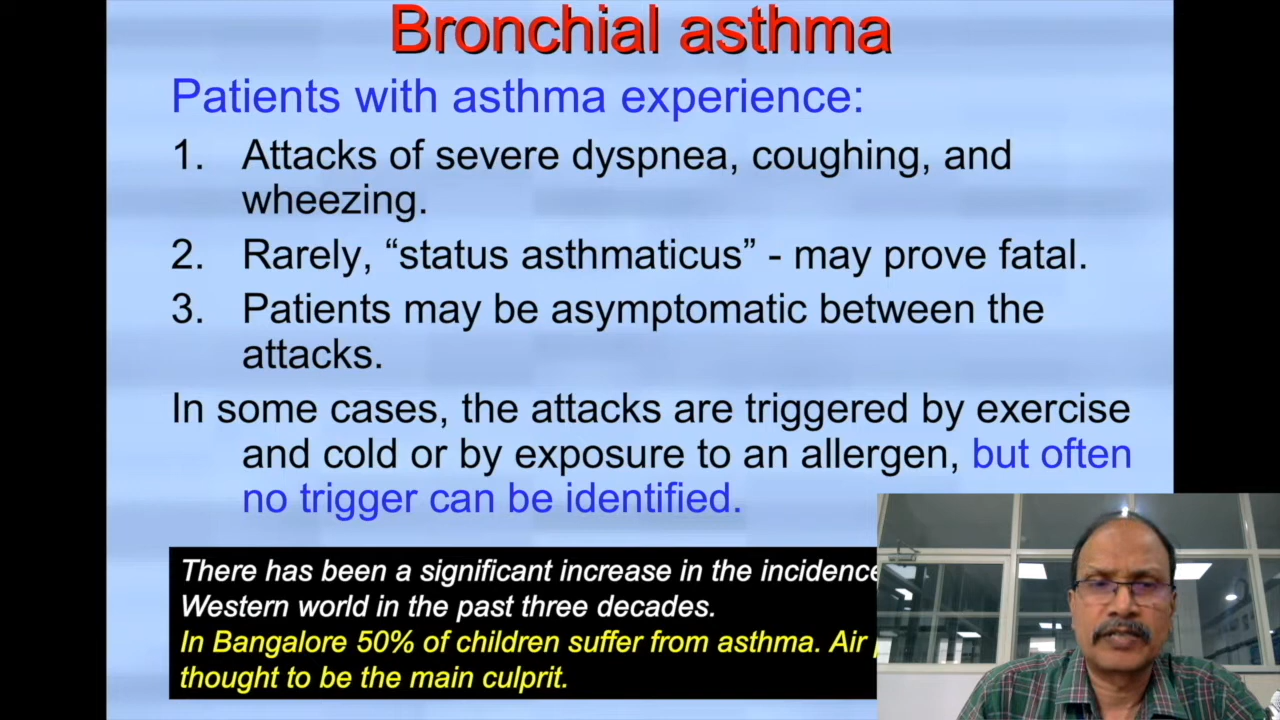 Bronchial asthma
Patients with asthma experience:
1. Attacks of severe dyspnea, coughing, and
wheezing.
2. Rarely, “status asthmaticus” - may prove fatal.
3. Patients may be asymptomatic between the
attacks.
In some cases, the attacks are triggered by exercise
and cold or by exposure to an allergen, but often
no trigger can be identified.
There has been a significant increase in the incidence
Western world in the past three decades.
In Bangalore 50% of children suffer from asthma. Air
thought to be the main culprit.